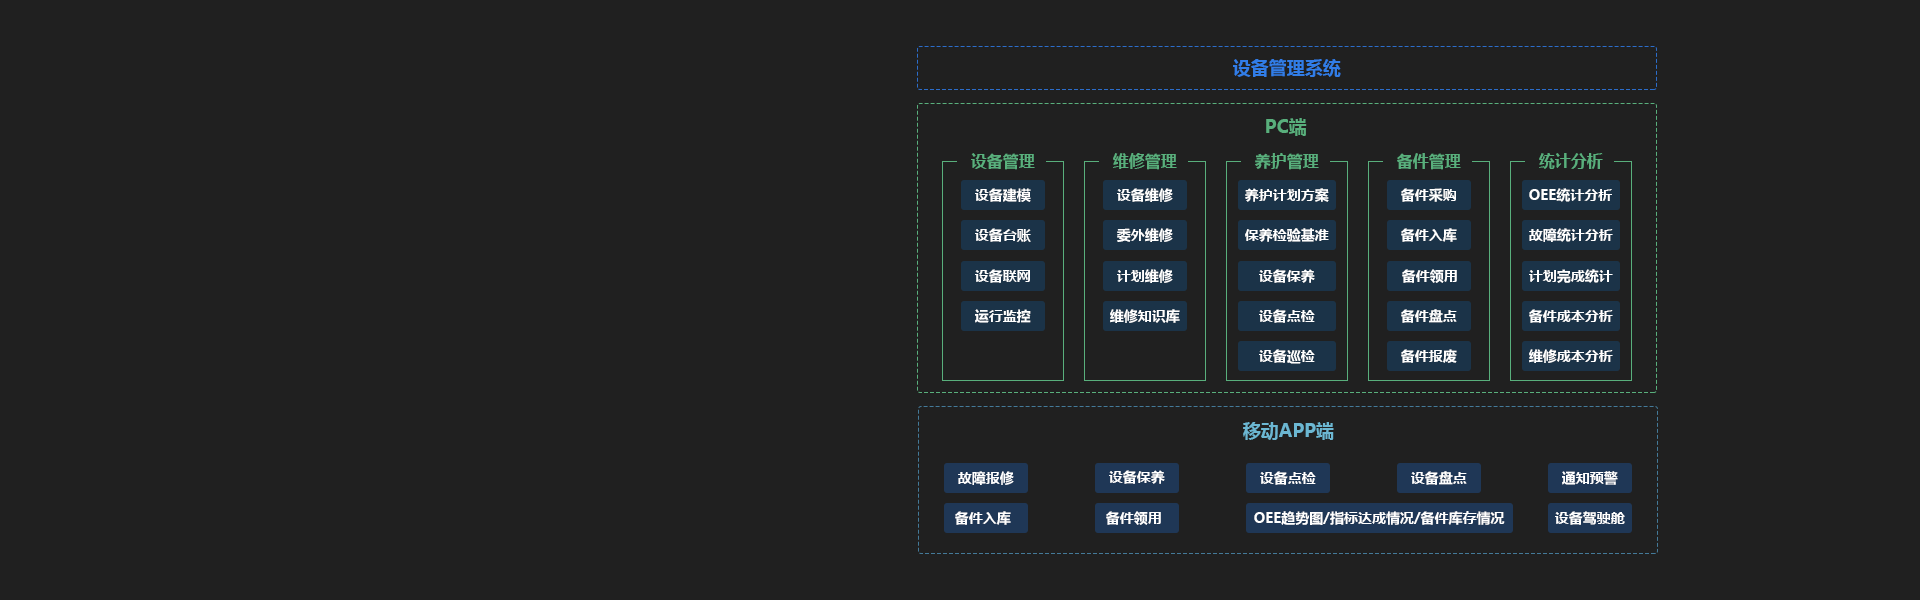 设备管理系统
PC端
设备管理
设备建模
设备台账
设备联网
运行监控
维修管理
设备维修
委外维修
计划维修
维修知识库
养护管理
养护计划方案
保养检验基准
设备保养
设备点检
设备巡检
备件管理
备件采购
备件入库
备件领用
备件盘点
备件报废
统计分析
OEE统计分析
故障统计分析
计划完成统计
备件成本分析
维修成本分析
移动APP端
故障报修
设备保养
设备点检
设备盘点
通知预警
备件入库
备件领用
OEE趋势图/指标达成情况/备件库存情况
设备驾驶舱